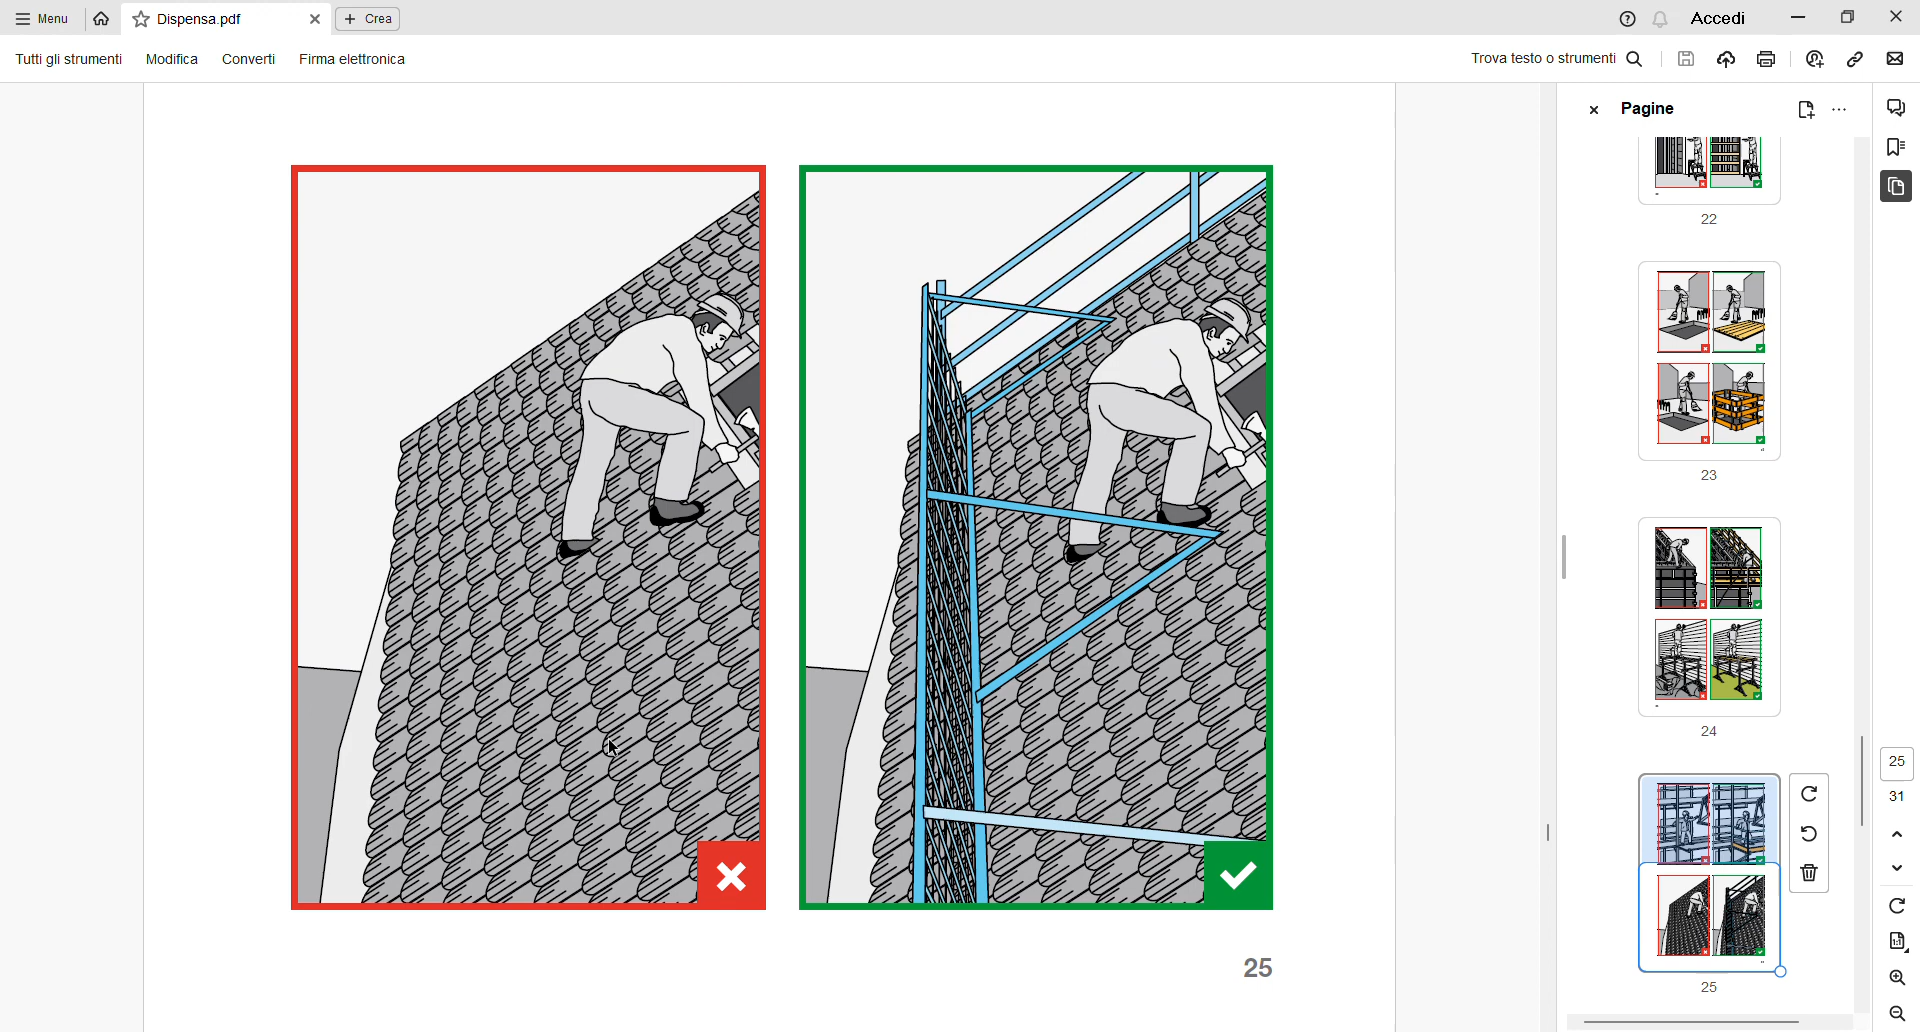 Menu
Dispensa.pdf
Crea
Accedi
Tutti gli strumenti
Modifica
Converti
Firma elettronica
Trova testo o strumenti
Pagine
22
23
24
25
25
25
31